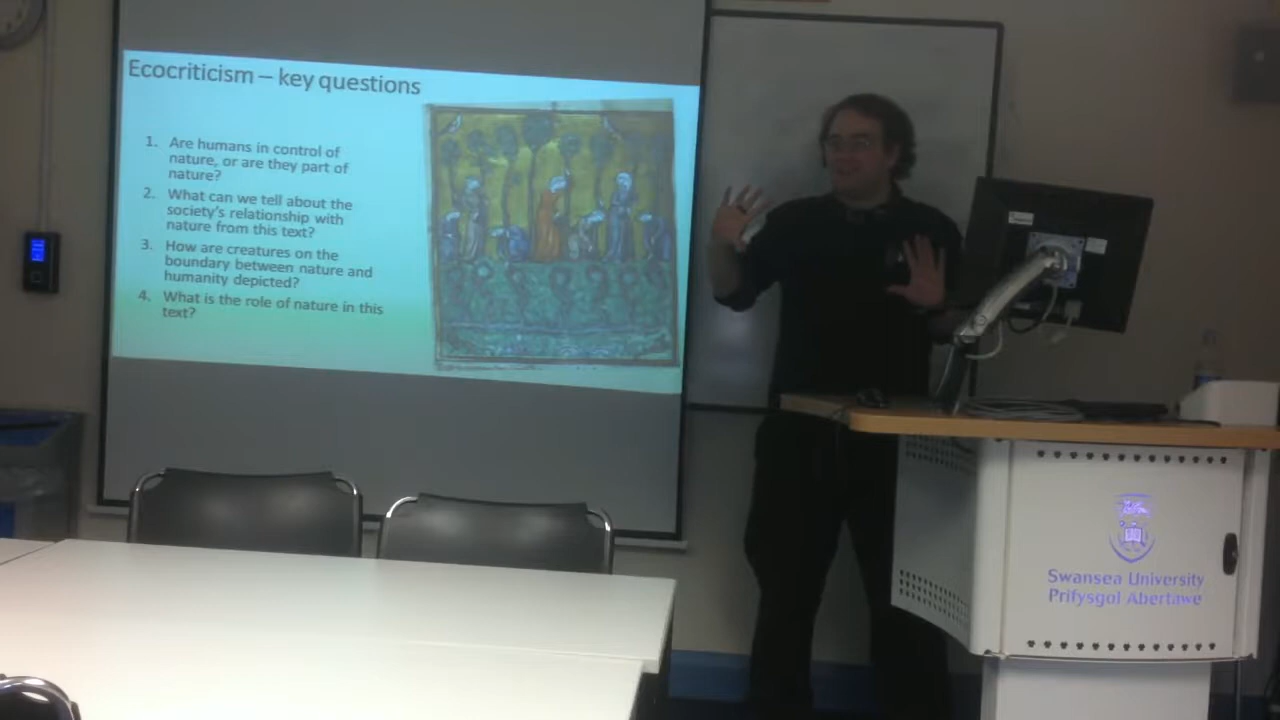 Ecocriticism – key questions
1. Are humans in control of
nature, or are they part of
nature?
2. What can we tell about the
society's relationship with
nature from this text?
3. How are creatures on the
boundary between nature and
humanity depicted?
4. What is the role of nature in this
text?
Swansea University
Prifysgol Abertawe